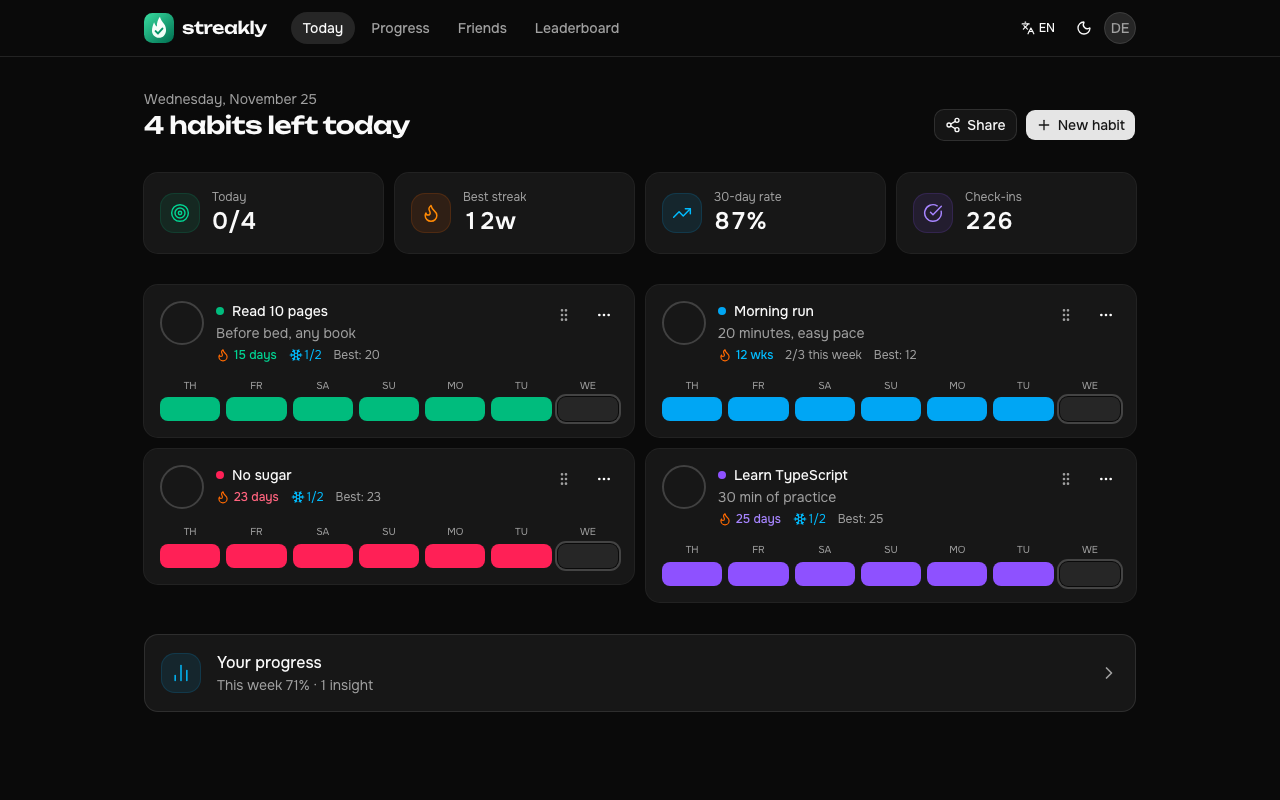 streakly
Today
Progress
Friends
Leaderboard
EN
DE
Wednesday, November 25
4 habits left today
Share
New habit
Today
0/4
Best streak
12w
30-day rate
87%
Check-ins
226
Read 10 pages
Before bed, any book
15 days 1/2 Best: 20
TH FR SA SU MO TU WE
Morning run
20 minutes, easy pace
12 wks 2/3 this week Best: 12
TH FR SA SU MO TU WE
No sugar
23 days 1/2 Best: 23
TH FR SA SU MO TU WE
Learn TypeScript
30 min of practice
25 days 1/2 Best: 25
TH FR SA SU MO TU WE
Your progress
This week 71% · 1 insight